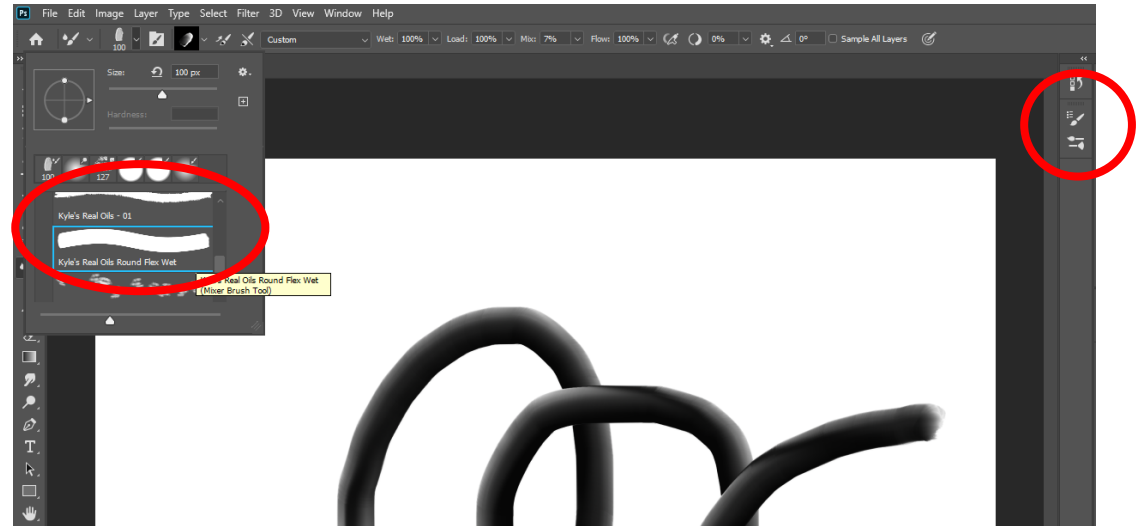 Ps File Edit Image Layer Type Select Filter 3D View Window Help
100 Custom Wet: 100% Load: 100% Mix: 7% Flow: 100% 0% 0° Sample All Layers
Size: 100 px
Hardness:
100 127
Kyle's Real Oils - 01
Kyle's Real Oils Round Flex Wet
Real Oils Round Flex Wet
(Mixer Brush Tool)
T